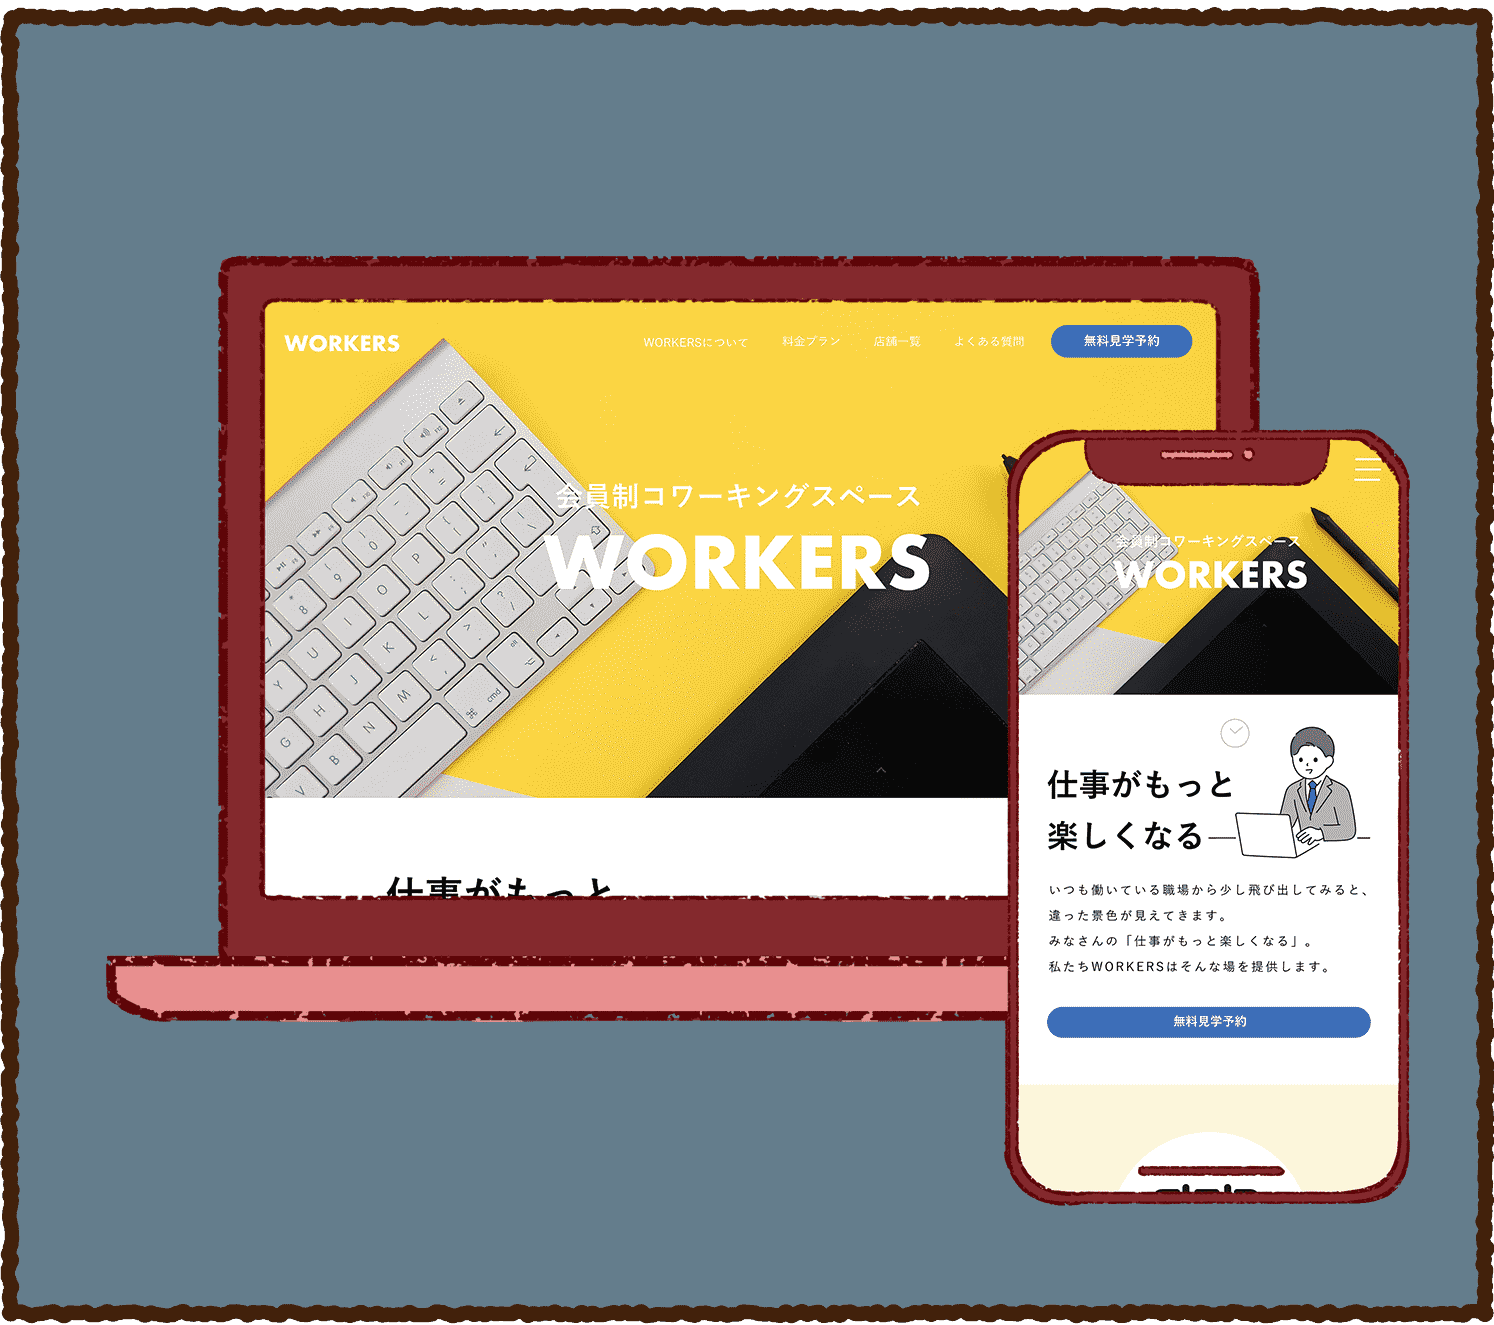 WORKERS
WORKERSについて 料金プラン 店舗一覧 よくある質問 無料見学予約
会員制コワーキングスペース
WORKERS
仕事がもっと
会員制コワーキングスペース
WORKERS
仕事がもっと
楽しくなる
いつも働いている職場から少し飛び出してみると、
違った景色が見えてきます。
みなさんの「仕事がもっと楽しくなる」。
私たちWORKERSはそんな場を提供します。
無料見学予約